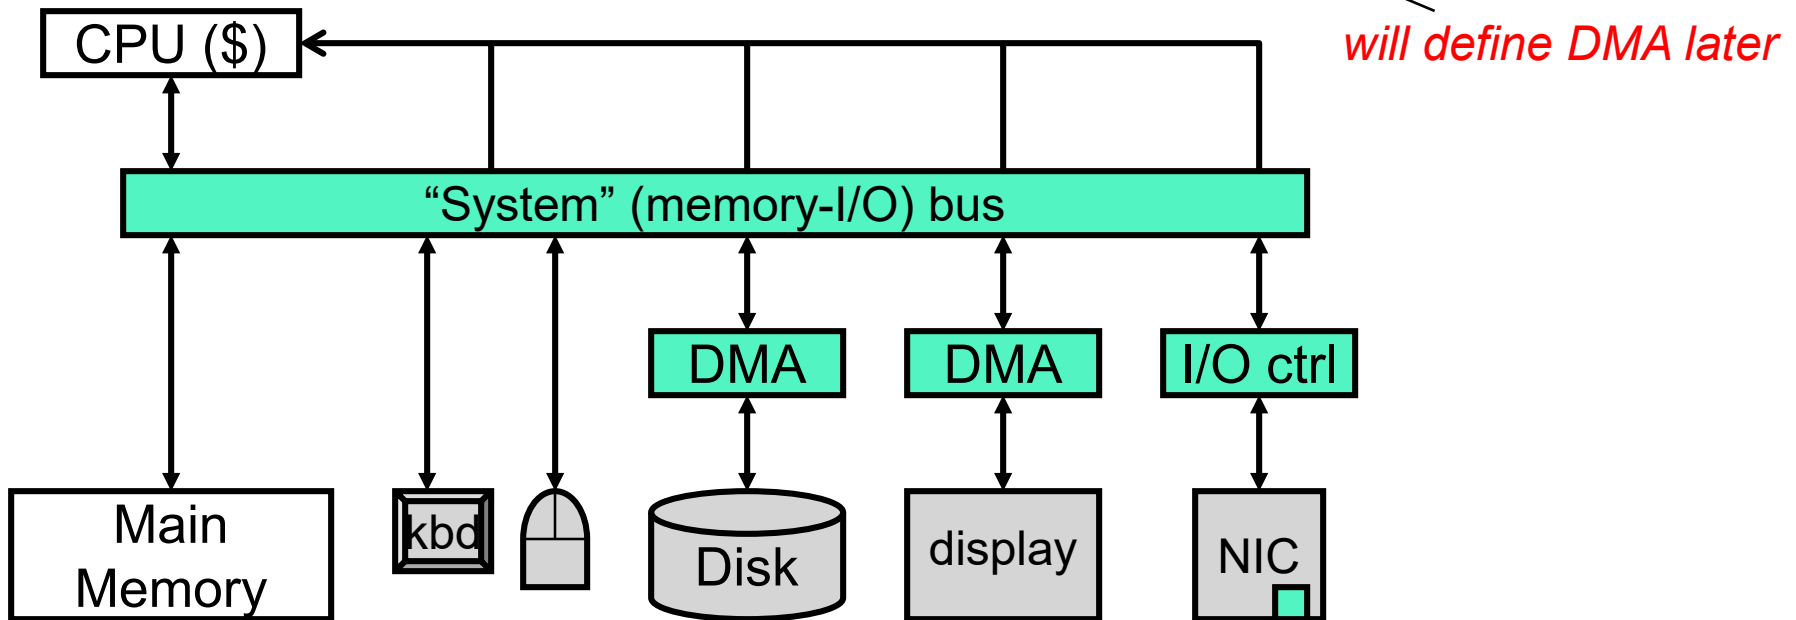 CPU ($)
will define DMA later
“System” (memory-I/O) bus
DMA
DMA
I/O ctrl
Main
Memory
kbd
Disk
display
NIC